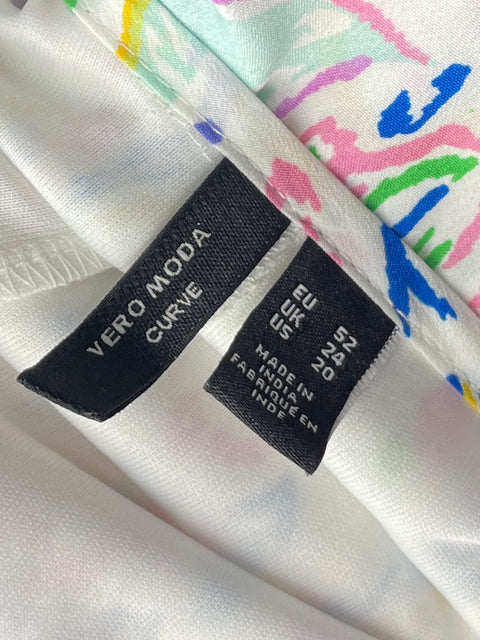 VERO MODA
CURVE
EU 52
UK 24
US 20
MADE IN
INDIA
FABRIQUÉ EN
INDE